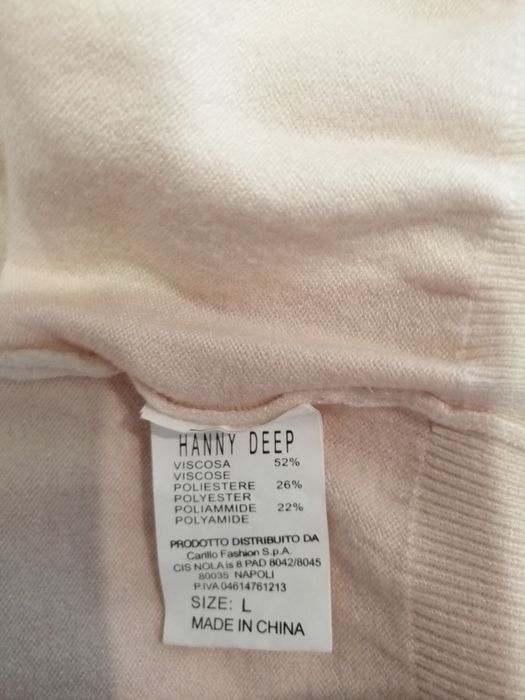 HANNY DEEP
VISCOSA 52%
VISCOSE
POLIESTERE 26%
POLYESTER
POLIAMMIDE 22%
POLYAMIDE
PRODOTTO DISTRIBUITO DA
Carillo Fashion S.p.A.
CIS NOLA is 8 PAD 8042/8045
80035 NAPOLI
P.IVA 04614761213
SIZE: L
MADE IN CHINA